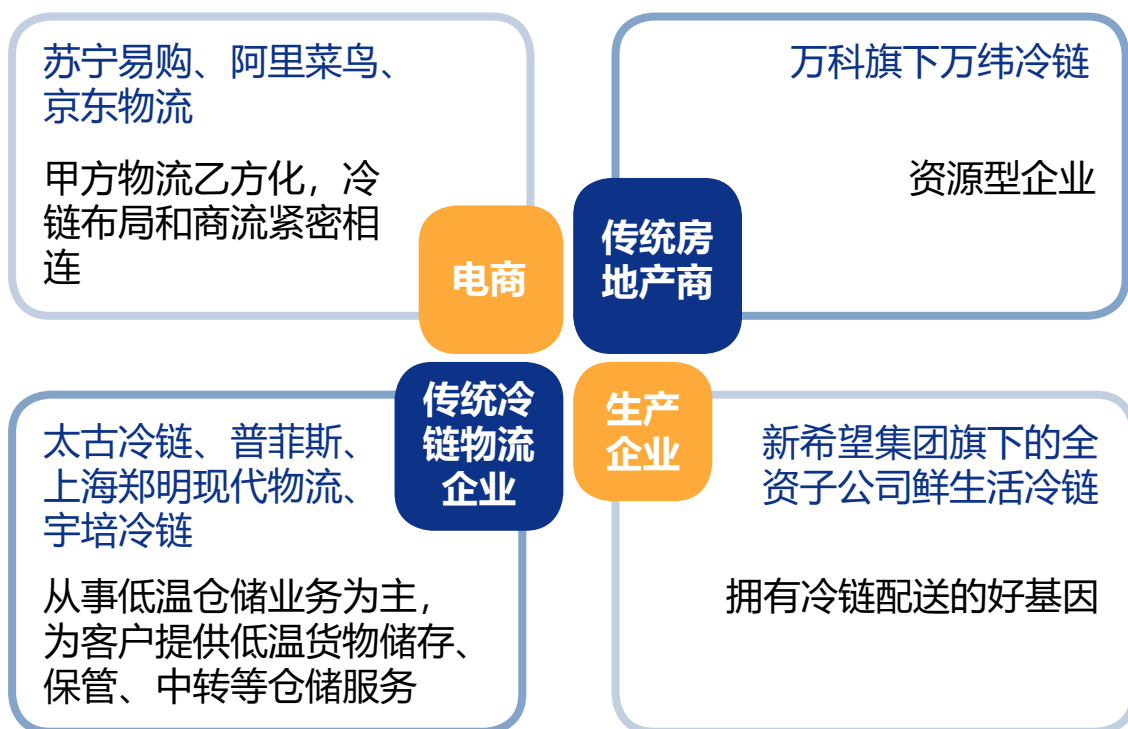 苏宁易购、阿里菜鸟、
京东物流
甲方物流乙方化，冷
链布局和商流紧密相
连
电商
万科旗下万纬冷链
资源型企业
传统房
地产商
传统冷
链物流
企业
太古冷链、普菲斯、
上海郑明现代物流、
宇培冷链
从事低温仓储业务为主，
为客户提供低温货物储存、
保管、中转等仓储服务
生产
企业
新希望集团旗下的全
资子公司鲜生活冷链
拥有冷链配送的好基因